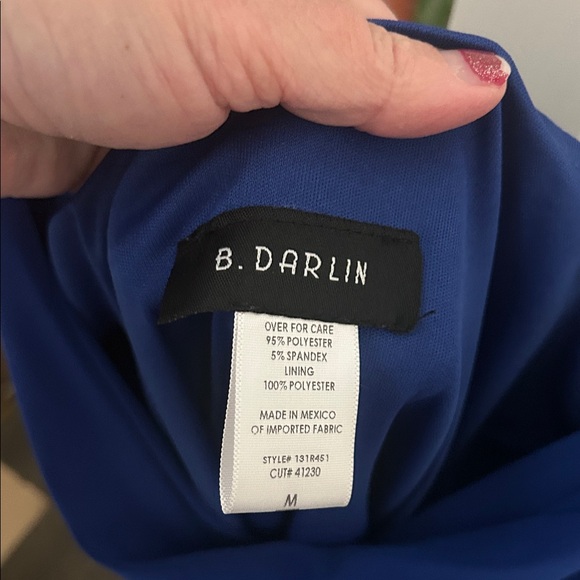 B. DARLIN
OVER FOR CARE
95% POLYESTER
5% SPANDEX
LINING
100% POLYESTER
MADE IN MEXICO
OF IMPORTED FABRIC
STYLE# 131R451
CUT# 41230
M